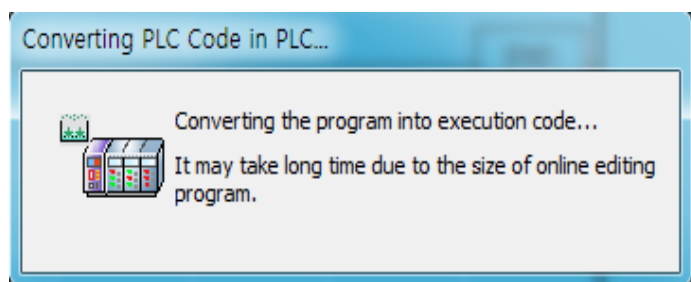 Converting PLC Code in PLC...
Converting the program into execution code...
It may take long time due to the size of online editing
program.